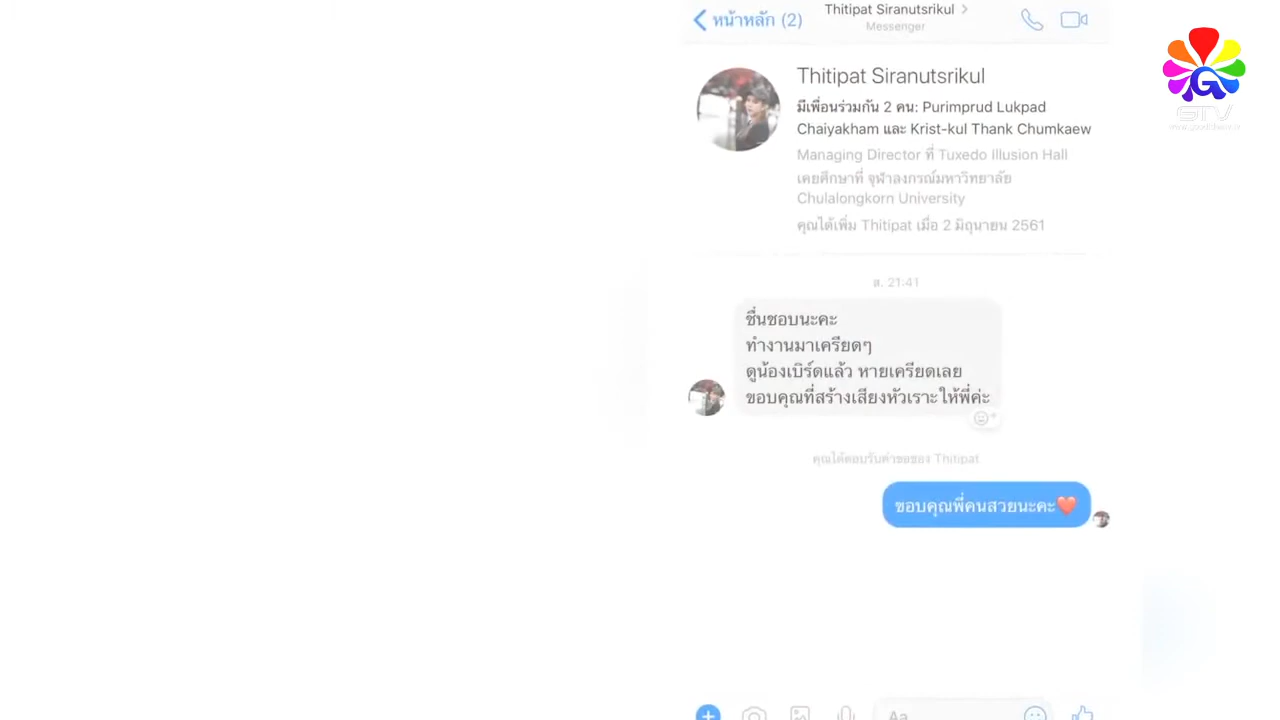 หน้าหลัก (2)
Thitipat Siranutsrikul
Messenger
Thitipat Siranutsrikul
มีเพื่อนร่วมกัน 2 คน: Purimprud Lukpad
Chaiyakham และ Krist-kul Thank Chumkaew
Managing Director ที่ Tuxedo Illusion Hall
เคยศึกษาที่ จุฬาลงกรณ์มหาวิทยาลัย
Chulalongkorn University
คุณได้เพิ่ม Thitipat เมื่อ 2 มิถุนายน 2561
ส. 21:41
ชื่นชอบนะคะ
ทำงานมาเครียดๆ
ดูน้องเบิร์ดแล้ว หายเครียดเลย
ขอบคุณที่สร้างเสียงหัวเราะให้พี่ค่ะ
คุณได้ตอบรับคำขอของ Thitipat
ขอบคุณพี่คนสวยนะคะ❤️
Aa
G
GTV